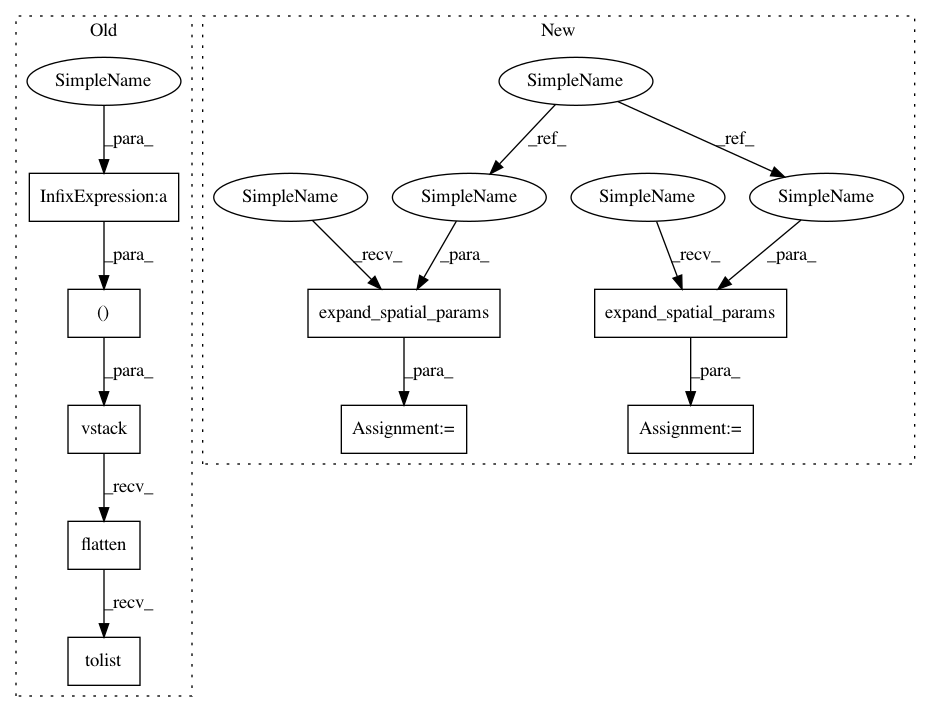 Old
New
SimpleName
SimpleName
_para_
_ref_
_ref_
InfixExpression:a
SimpleName
SimpleName
SimpleName
SimpleName
_para_
_recv_
_para_
_recv_
_para_
()
expand_spatial_params
expand_spatial_params
_para_
_para_
_para_
vstack
Assignment:=
Assignment:=
_recv_
flatten
_recv_
tolist